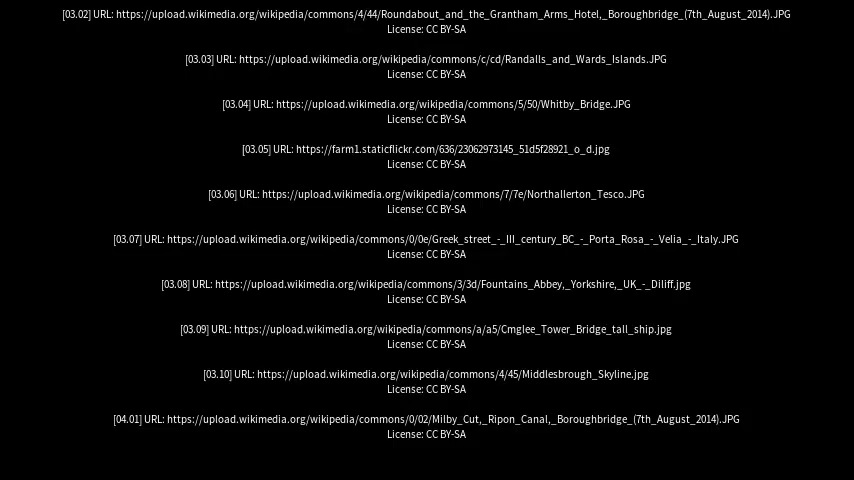 [03.02] URL: https://upload.wikimedia.org/wikipedia/commons/4/44/Roundabout_and_the_Grantham_Arms_Hotel,_Boroughbridge_(7th_August_2014).JPG
License: CC BY-SA
[03.03] URL: https://upload.wikimedia.org/wikipedia/commons/c/cd/Randalls_and_Wards_Islands.JPG
License: CC BY-SA
[03.04] URL: https://upload.wikimedia.org/wikipedia/commons/5/50/Whitby_Bridge.JPG
License: CC BY-SA
[03.05] URL: https://farm1.staticflickr.com/636/23062973145_51d5f28921_o_d.jpg
License: CC BY-SA
[03.06] URL: https://upload.wikimedia.org/wikipedia/commons/7/7e/Northallerton_Tesco.JPG
License: CC BY-SA
[03.07] URL: https://upload.wikimedia.org/wikipedia/commons/0/0e/Greek_street_-_III_century_BC_-_Porta_Rosa_-_Velia_-_Italy.JPG
License: CC BY-SA
[03.08] URL: https://upload.wikimedia.org/wikipedia/commons/3/3d/Fountains_Abbey,_Yorkshire,_UK_-_Diliff.jpg
License: CC BY-SA
[03.09] URL: https://upload.wikimedia.org/wikipedia/commons/a/a5/Cmglee_Tower_Bridge_tall_ship.jpg
License: CC BY-SA
[03.10] URL: https://upload.wikimedia.org/wikipedia/commons/4/45/Middlesbrough_Skyline.jpg
License: CC BY-SA
[04.01] URL: https://upload.wikimedia.org/wikipedia/commons/0/02/Milby_Cut,_Ripon_Canal,_Boroughbridge_(7th_August_2014).JPG
License: CC BY-SA